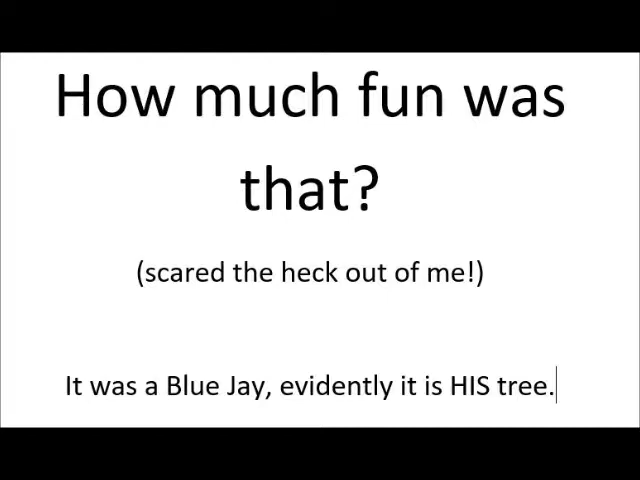 How much fun was
that?
(scared the heck out of me!)
It was a Blue Jay, evidently it is HIS tree.